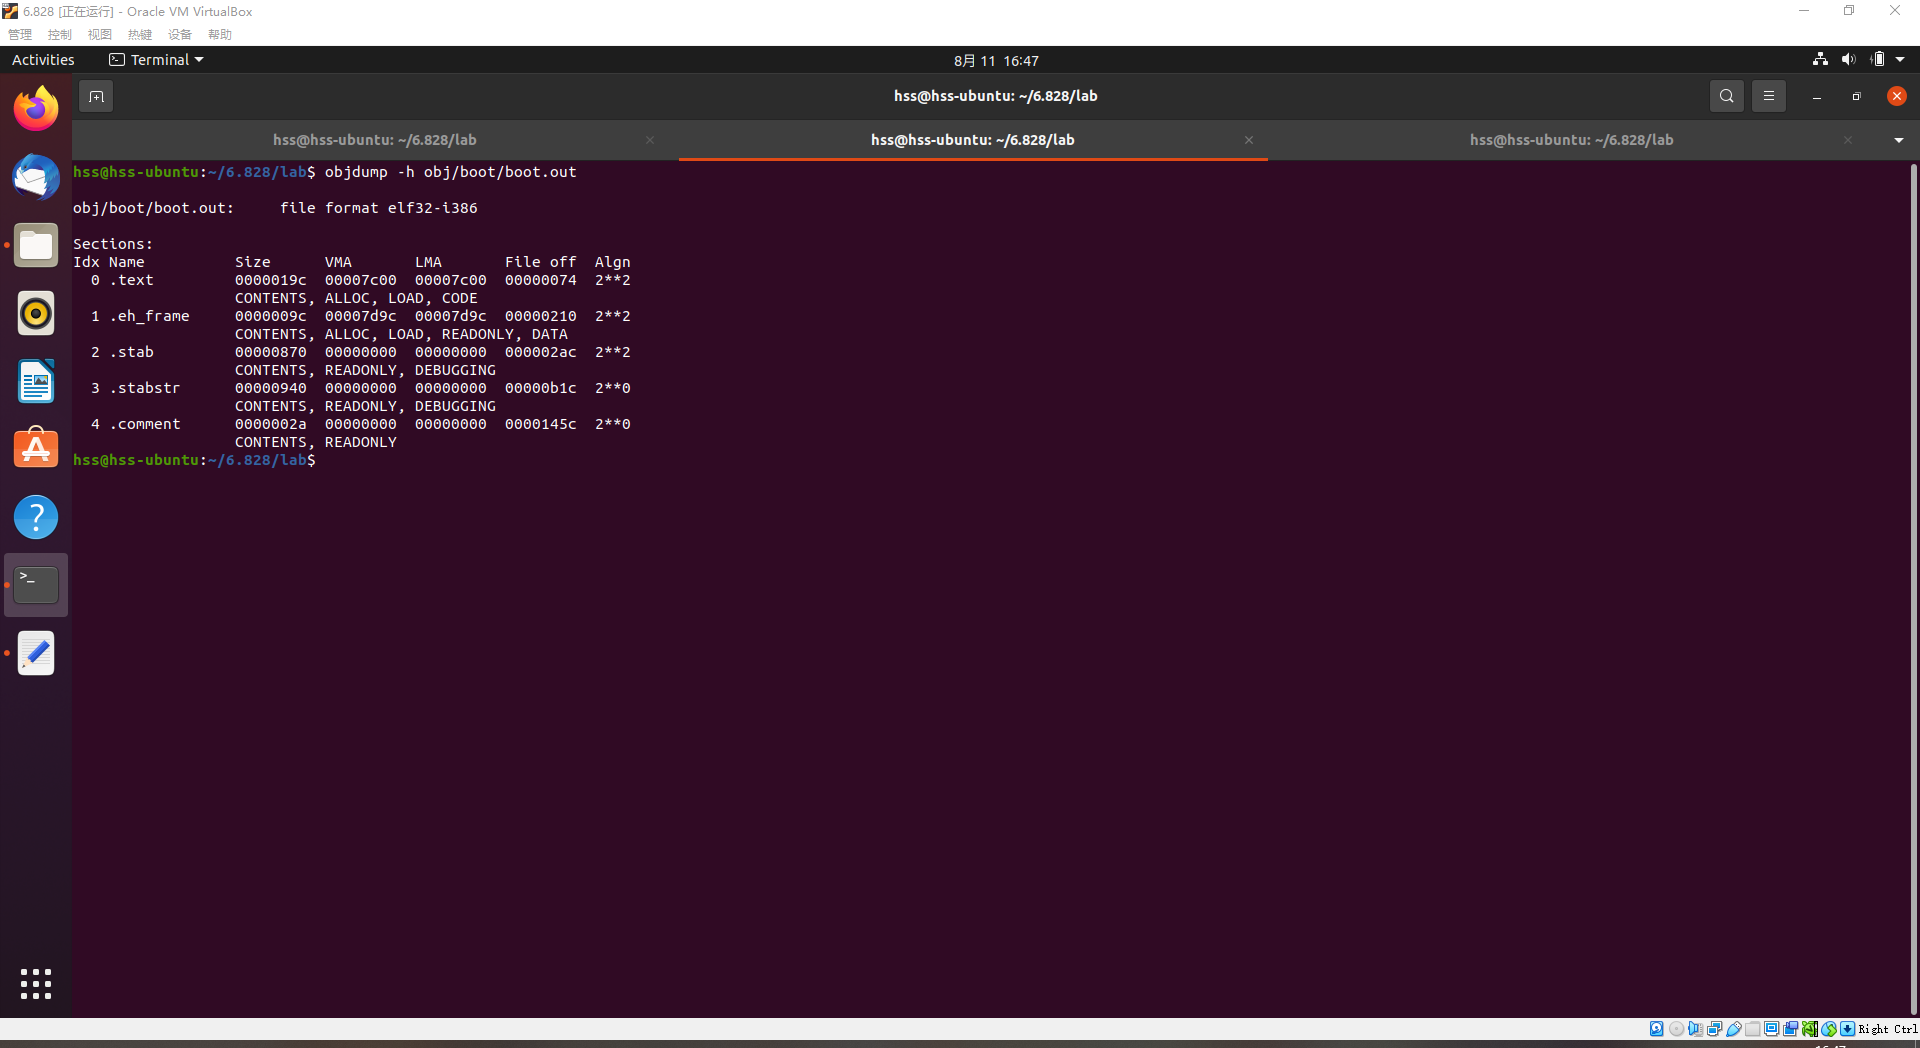 6.828 [正在运行] - Oracle VM VirtualBox
管理 控制 视图 热键 设备 帮助
Activities Terminal 8月 11 16:47
hss@hss-ubuntu: ~/6.828/lab
hss@hss-ubuntu: ~/6.828/lab hss@hss-ubuntu: ~/6.828/lab hss@hss-ubuntu: ~/6.828/lab
hss@hss-ubuntu:~/6.828/lab$ objdump -h obj/boot/boot.out
obj/boot/boot.out:     file format elf32-i386
Sections:
Idx Name          Size      VMA       LMA       File off  Algn
  0 .text         0000019c  00007c00  00007c00  00000074  2**2
                  CONTENTS, ALLOC, LOAD, CODE
  1 .eh_frame     0000009c  00007d9c  00007d9c  00000210  2**2
                  CONTENTS, ALLOC, LOAD, READONLY, DATA
  2 .stab         00000870  00000000  00000000  000002ac  2**2
                  CONTENTS, READONLY, DEBUGGING
  3 .stabstr      00000940  00000000  00000000  00000b1c  2**0
                  CONTENTS, READONLY, DEBUGGING
  4 .comment      0000002a  00000000  00000000  0000145c  2**0
                  CONTENTS, READONLY
hss@hss-ubuntu:~/6.828/lab$
Right Ctrl